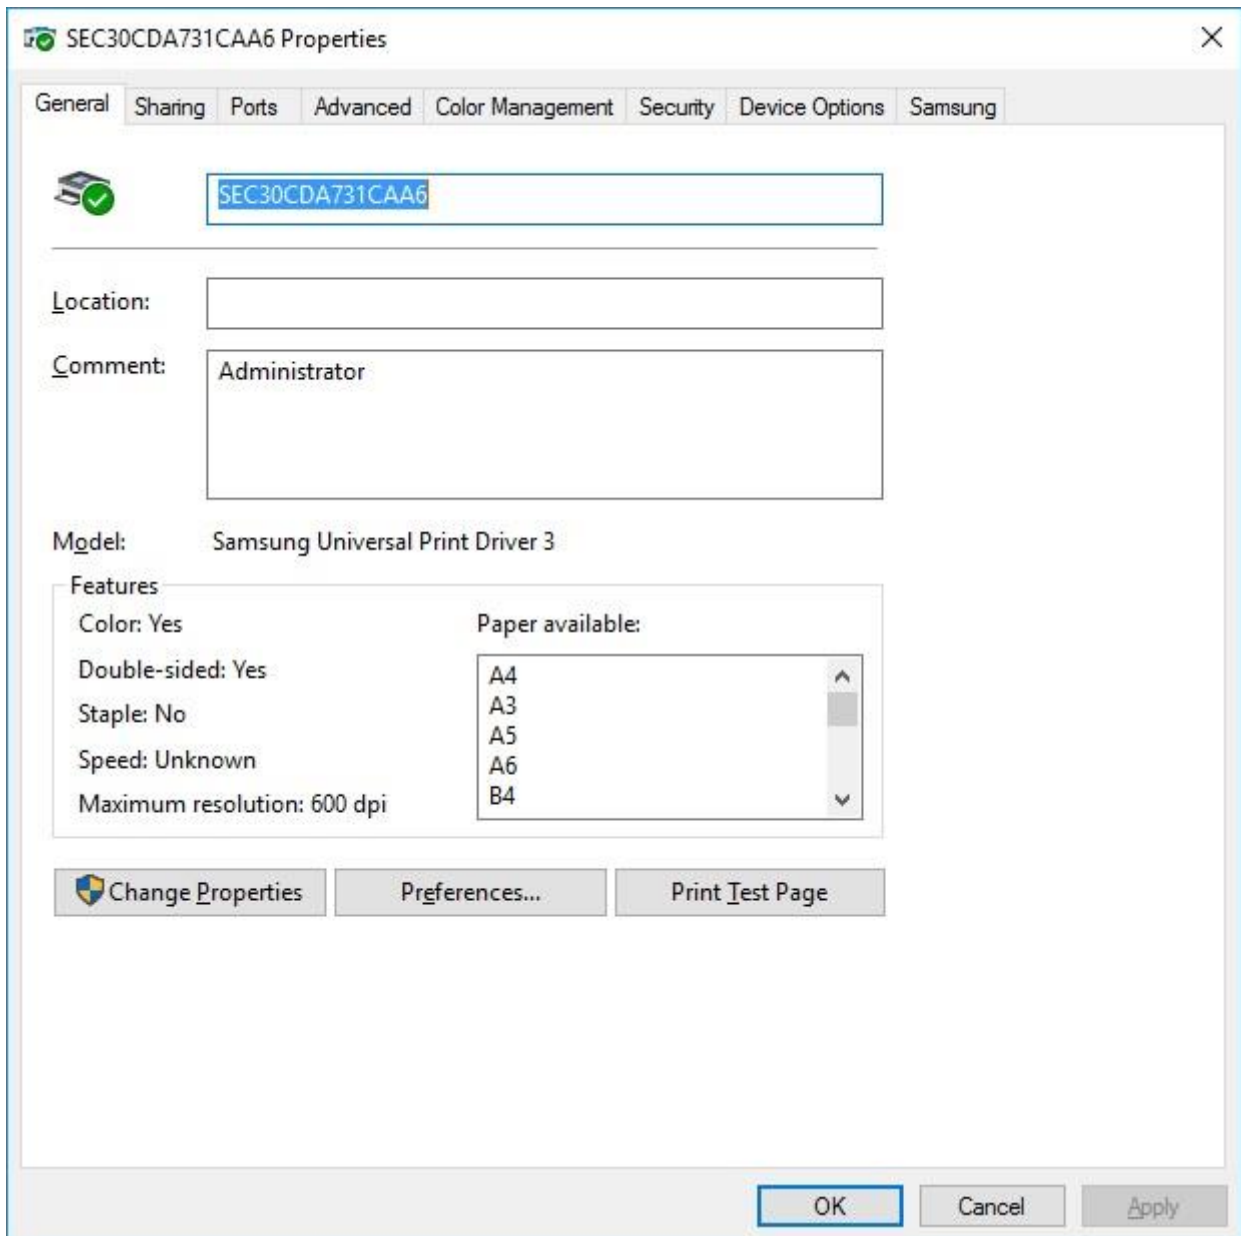 SEC30CDA731CAA6 Properties
General Sharing Ports Advanced Color Management Security Device Options Samsung
SEC30CDA731CAA6
Location:
Comment: Administrator
Model: Samsung Universal Print Driver 3
Features
Color: Yes Paper available:
Double-sided: Yes A4
A3
Staple: No A5
Speed: Unknown A6
Maximum resolution: 600 dpi B4
Change Properties Preferences... Print Test Page
OK Cancel Apply